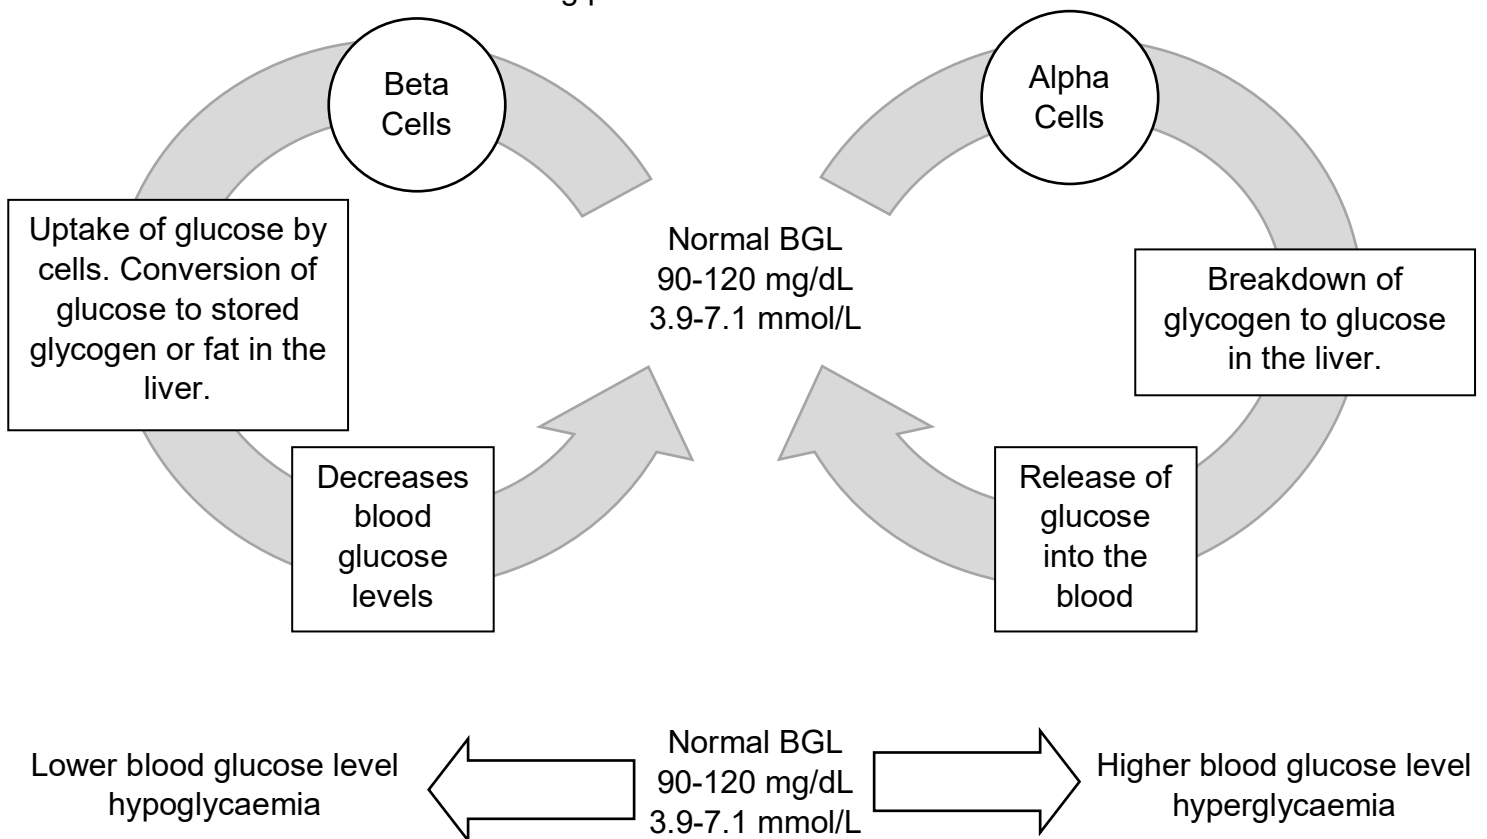 Beta
Cells
Alpha
Cells
Uptake of glucose by
cells. Conversion of
glucose to stored
glycogen or fat in the
liver.
Normal BGL
90-120 mg/dL
3.9-7.1 mmol/L
Breakdown of
glycogen to glucose
in the liver.
Decreases
blood
glucose
levels
Release of
glucose
into the
blood
Lower blood glucose level
hypoglycaemia
Normal BGL
90-120 mg/dL
3.9-7.1 mmol/L
Higher blood glucose level
hyperglycaemia